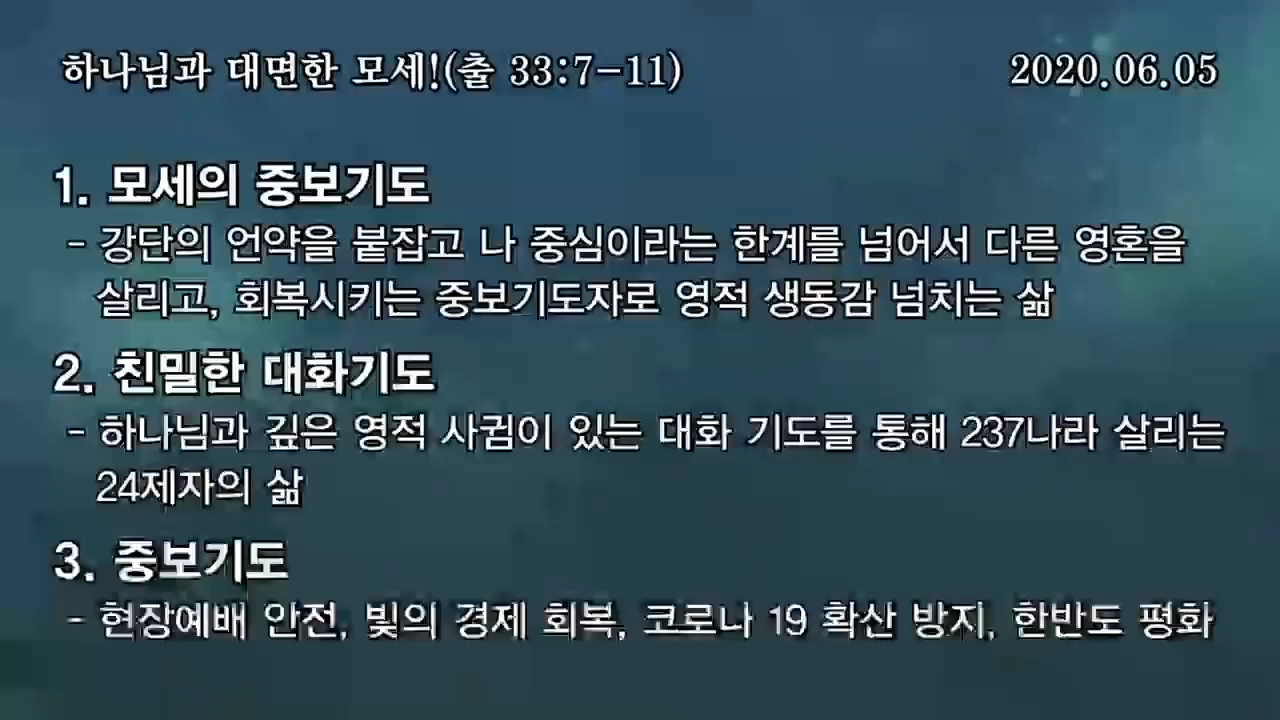 하나님과 대면한 모세!(출 33:7-11)
2020.06.05
1. 모세의 중보기도
- 강단의 언약을 붙잡고 나 중심이라는 한계를 넘어서 다른 영혼을
살리고, 회복시키는 중보기도자로 영적 생동감 넘치는 삶
2. 친밀한 대화기도
- 하나님과 깊은 영적 사귐이 있는 대화 기도를 통해 237나라 살리는
24제자의 삶
3. 중보기도
- 현장예배 안전, 빛의 경제 회복, 코로나 19 확산 방지, 한반도 평화